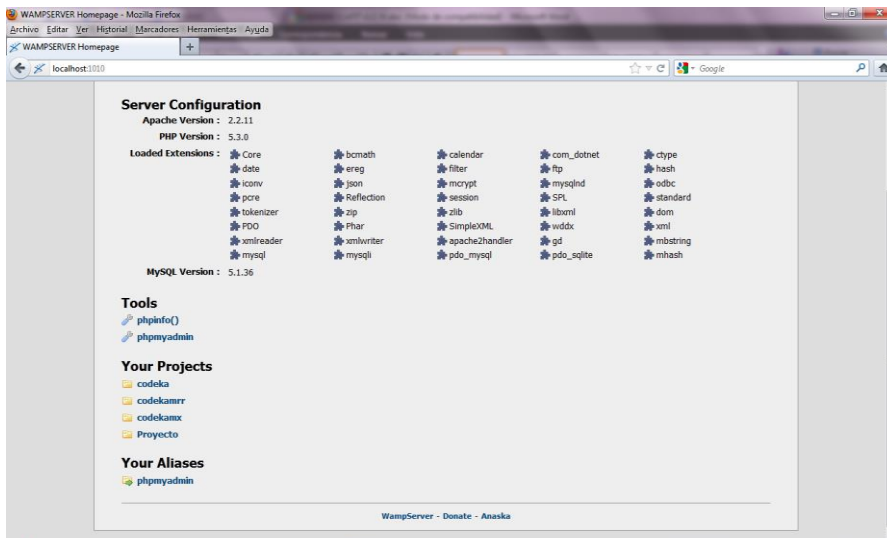 WAMPSERVER Homepage - Mozilla Firefox
Archivo Editar Ver Historial Marcadores Herramientas Ayuda
WAMPSERVER Homepage +
localhost:1010 Google
Server Configuration
Apache Version : 2.2.11
PHP Version : 5.3.0
Loaded Extensions : Core bcmath calendar com_dotnet ctype
date ereg filter ftp hash
iconv json mcrypt mysqlnd odbc
pcre Reflection session SPL standard
tokenizer zip zlib libxml dom
PDO Phar SimpleXML wddx xml
xmlreader xmlwriter apache2handler gd mbstring
mysql mysqli pdo_mysql pdo_sqlite mhash
MySQL Version : 5.1.36
Tools
phpinfo()
phpmyadmin
Your Projects
codeka
codekamrr
codekamx
Proyecto
Your Aliases
phpmyadmin
WampServer - Donate - Anaska